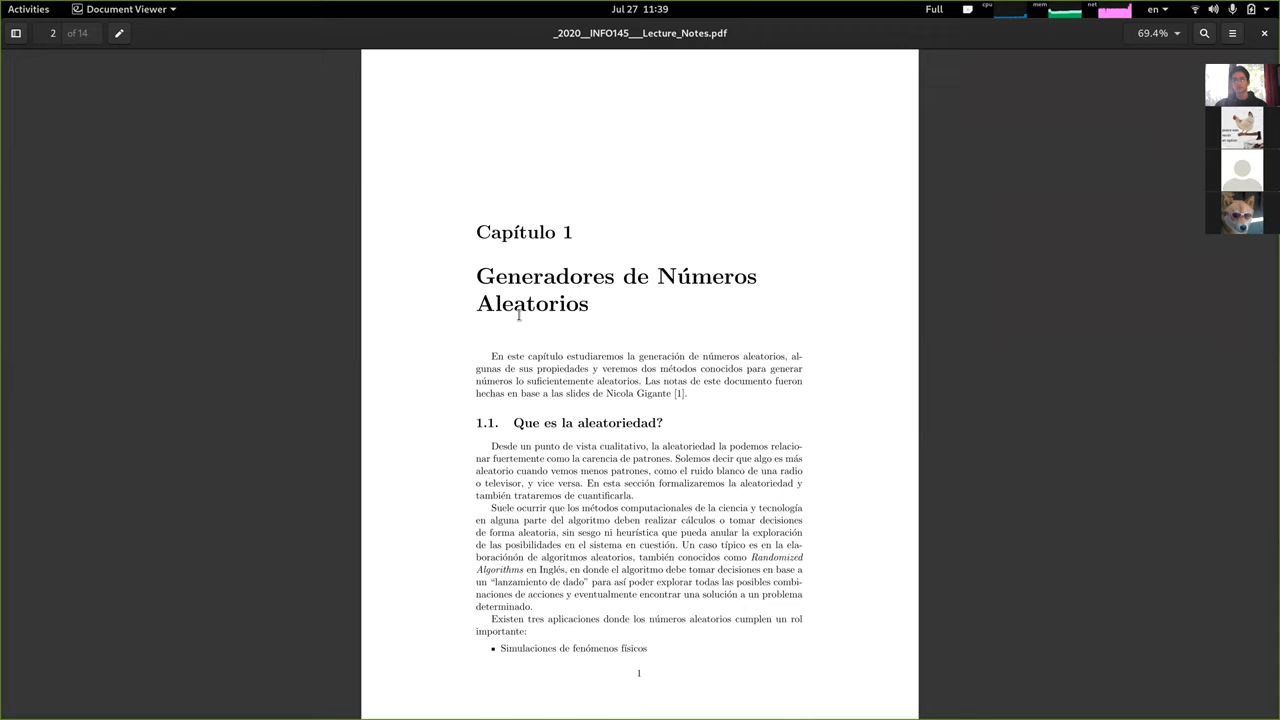 Activities Document Viewer Jul 27 11:39 Full cpu mem net en
2 of 14 _2020__INFO145___Lecture_Notes.pdf 69.4%
Capítulo 1
Generadores de Números
Aleatorios
En este capítulo estudiaremos la generación de números aleatorios, al-
gunas de sus propiedades y veremos dos métodos conocidos para generar
números lo suficientemente aleatorios. Las notas de este documento fueron
hechas en base a las slides de Nicola Gigante [1].
1.1. Que es la aleatoriedad?
Desde un punto de vista cualitativo, la aleatoriedad la podemos relacio-
nar fuertemente como la carencia de patrones. Solemos decir que algo es más
aleatorio cuando vemos menos patrones, como el ruido blanco de una radio
o televisor, y vice versa. En esta sección formalizaremos la aleatoriedad y
también trataremos de cuantificarla.
Suele ocurrir que los métodos computacionales de la ciencia y tecnología
en alguna parte del algoritmo deben realizar cálculos o tomar decisiones
de forma aleatoria, sin sesgo ni heurística que pueda anular la exploración
de las posibilidades en el sistema en cuestión. Un caso típico es en la ela-
boraciónón de algoritmos aleatorios, también conocidos como Randomized
Algorithms en Inglés, en donde el algoritmo debe tomar decisiones en base a
un “lanzamiento de dado” para así poder explorar todas las posibles combi-
naciones de acciones y eventualmente encontrar una solución a un problema
determinado.
Existen tres aplicaciones donde los números aleatorios cumplen un rol
importante:
▪ Simulaciones de fenómenos físicos
1